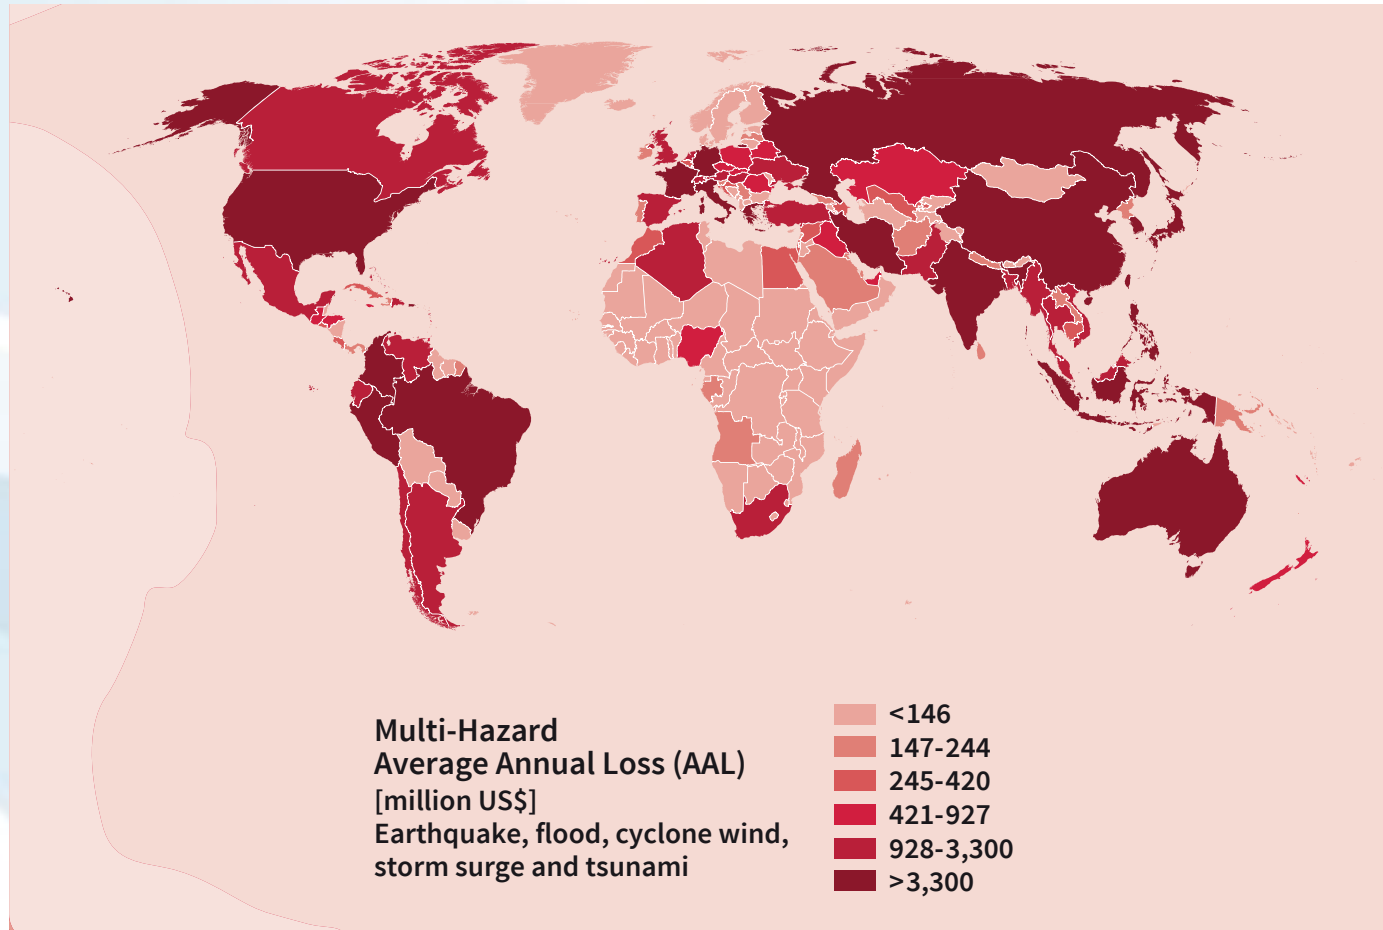 Multi-Hazard
Average Annual Loss (AAL)
[million US$]
Earthquake, flood, cyclone wind,
storm surge and tsunami
<146
147-244
245-420
421-927
928-3,300
>3,300